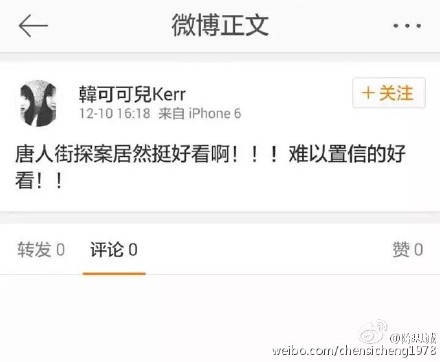 微博正文
韓可可兒Kerr
+关注
12-10 16:18 来自 iPhone 6
唐人街探案居然挺好看啊！！！难以置信的好
看！！
转发 0 评论 0 赞 0
weibo.com/chensicheng1978